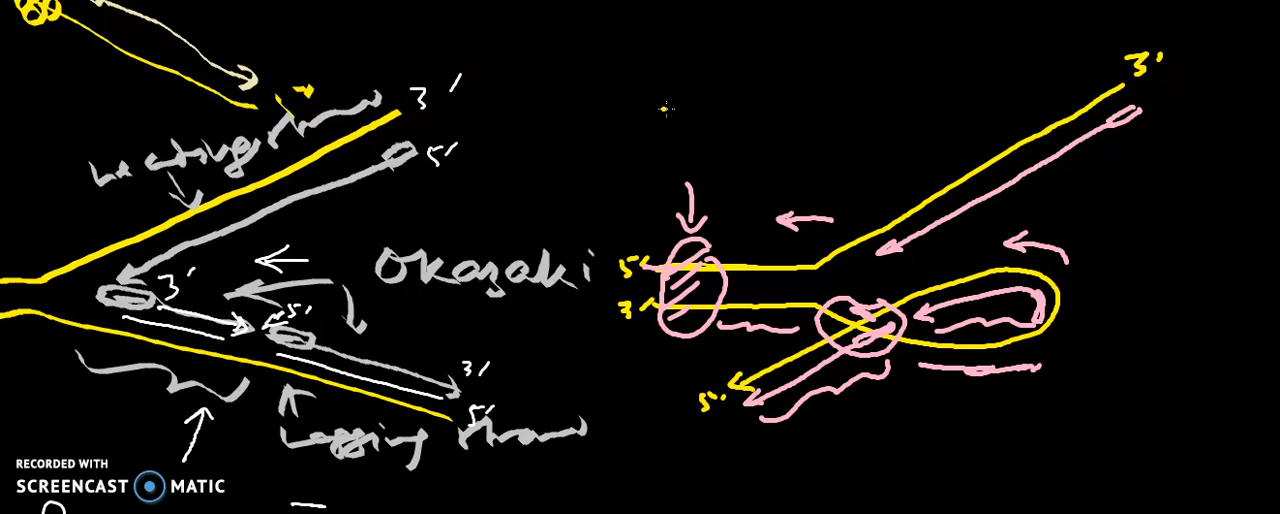 3'
3'
Leading strand
5'
Okazaki
3'
5'
5'
3'
3'
5'
5'
Lagging strand
RECORDED WITH
SCREENCAST MATIC